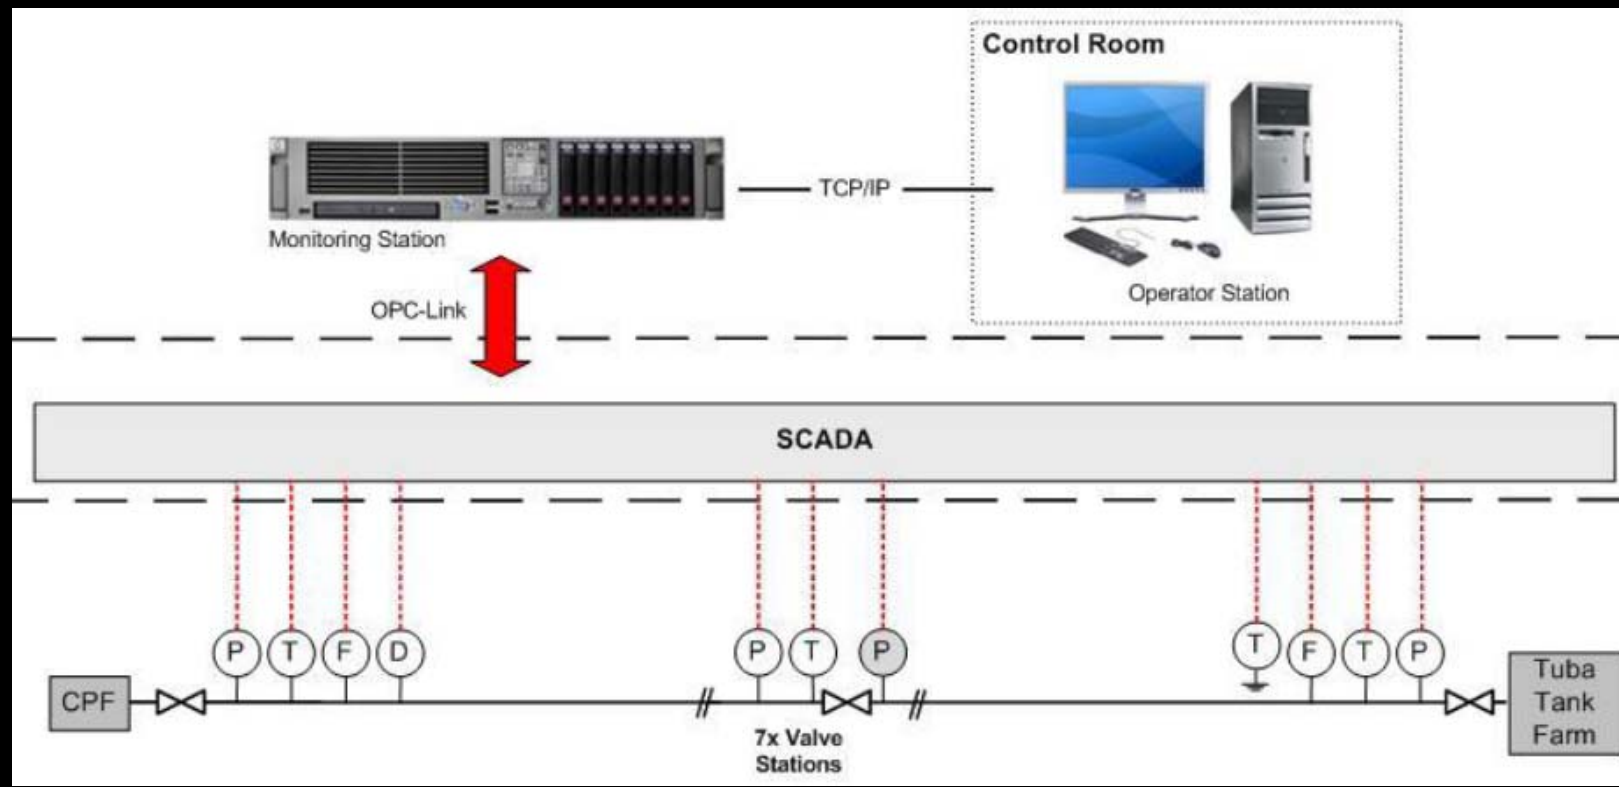 Control Room
TCP/IP
Monitoring Station
Operator Station
OPC-Link
SCADA
P T F D P T P T F T P
CPF
Tuba
Tank
Farm
7x Valve
Stations